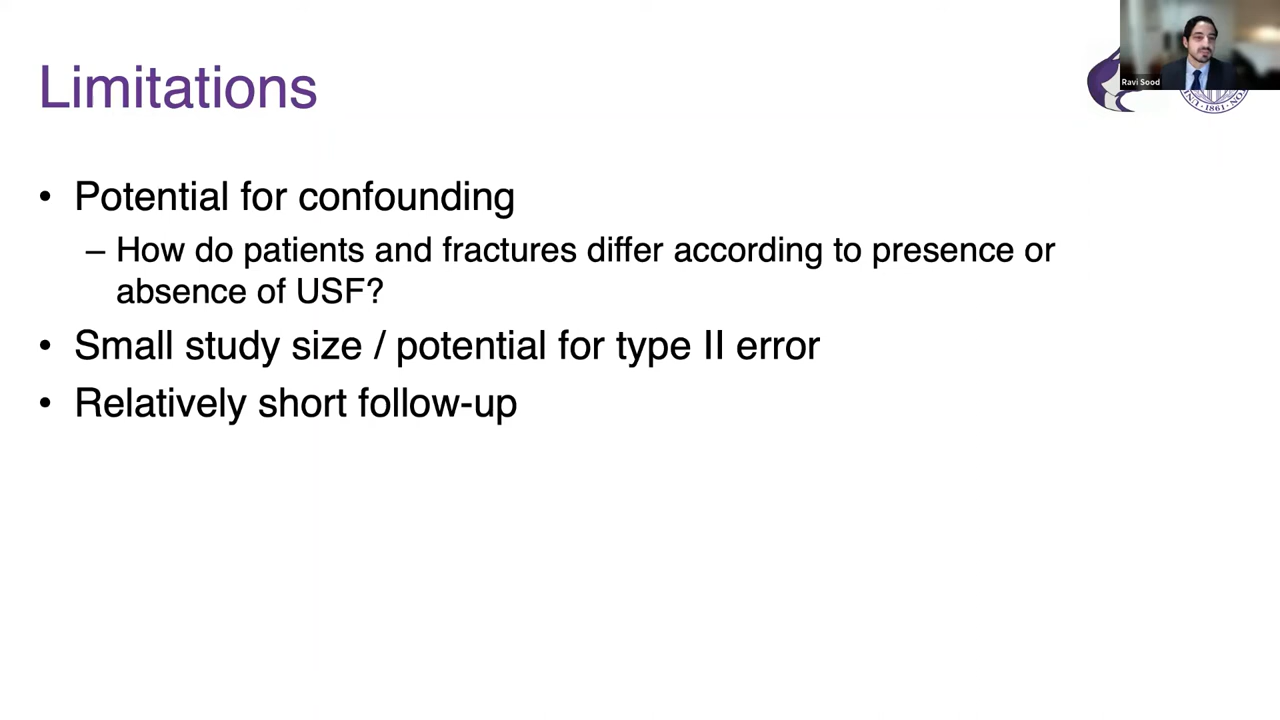 Limitations
Ravi Sood
• Potential for confounding
– How do patients and fractures differ according to presence or
absence of USF?
• Small study size / potential for type II error
• Relatively short follow-up